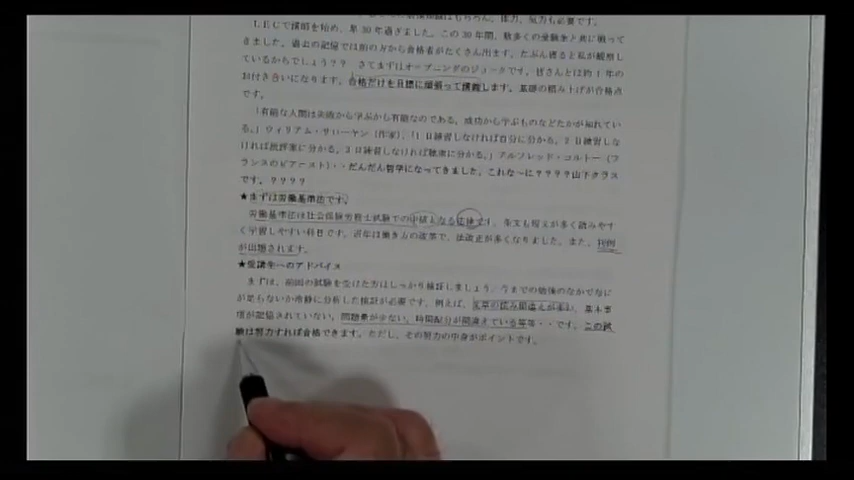 LECで講師を始め、早30年過ぎました。この30年間、数多くの受験生と共に戦って
きました。過去の記憶では前の方から合格者がたくさん出ます。たぶん寝ると私が観察し
ているからでしょう？？　さてまずはオープニングのジョークです。皆さんとは約１年の
お付き合いになります。合格だけを目標に頑張って講義します。基礎の積み上げが合格点
です。
「有能な人間は失敗から学ぶから有能なのである。成功から学ぶものなどたかが知れてい
る。」ウィリアム・サローヤン（作家）、「１日練習しなければ自分に分かる。２日練習しな
ければ批評家に分かる。３日練習しなければ聴衆に分かる。」アルフレッド・コルトー（フ
ランスのピアニスト）・・だんだん哲学になってきました。これな～に？？？？山下クラス
です。？？？？
★まずは労働基準法です。
労働基準法は社会保険労務士試験での中核となる法律です。条文も短文が多く読みやす
く学習しやすい科目です。近年は働き方の改革で、法改正が多くなりました。また、判例
が出題されます。
★受講生へのアドバイス
まずは、前回の試験を受けた方はしっかり検証しましょう。今までの勉強のなかでなに
が足らないか冷静に分析した検証が必要です。例えば、文章の読み間違えが多い、基本事
項が記憶されていない、問題量が少ない、時間配分が間違えている等々・・です。この試
験は努力すれば合格できます。ただし、その努力の中身がポイントです。